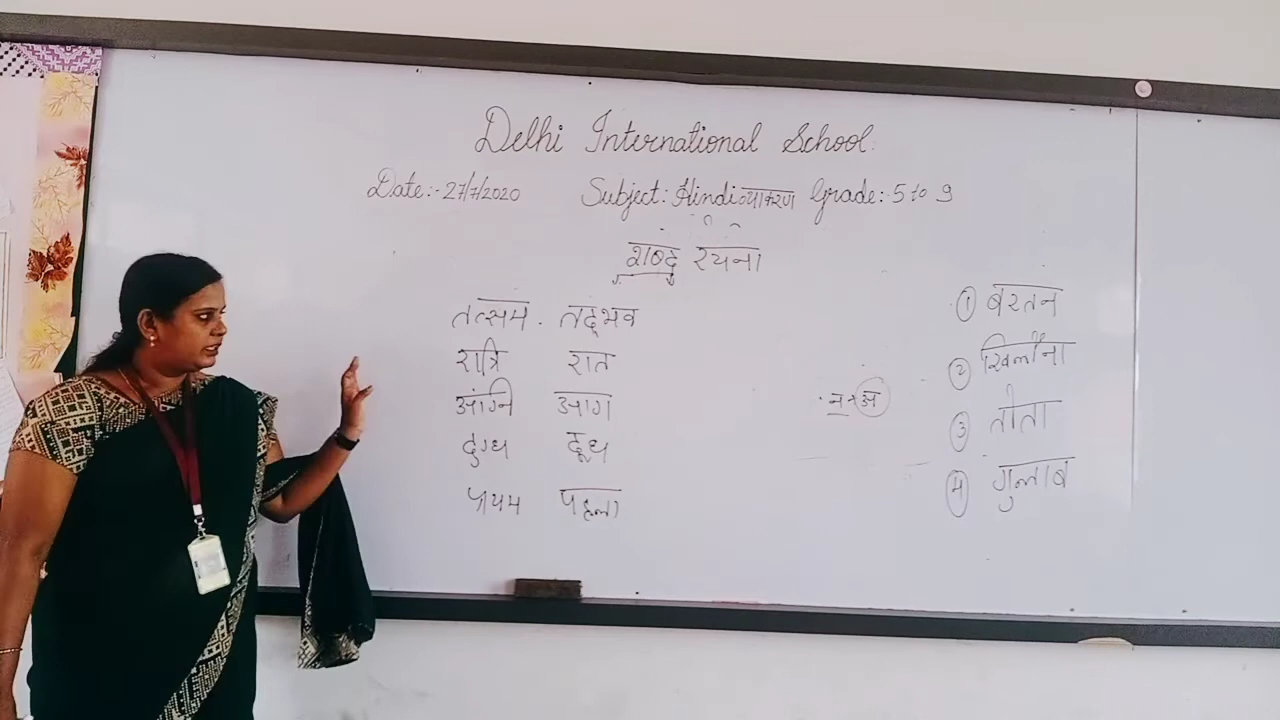 Delhi International School.
Date:- 27/7/2020 Subject: Hindi व्याकरण Grade: 5 to 9
शब्द रचना
तत्सम . तद्भव
रात्रि रात
अग्नि आग
दुग्ध दूध
प्रथम पहला
① बरतन
② खिलौना
③ तोता
④ गुलाब